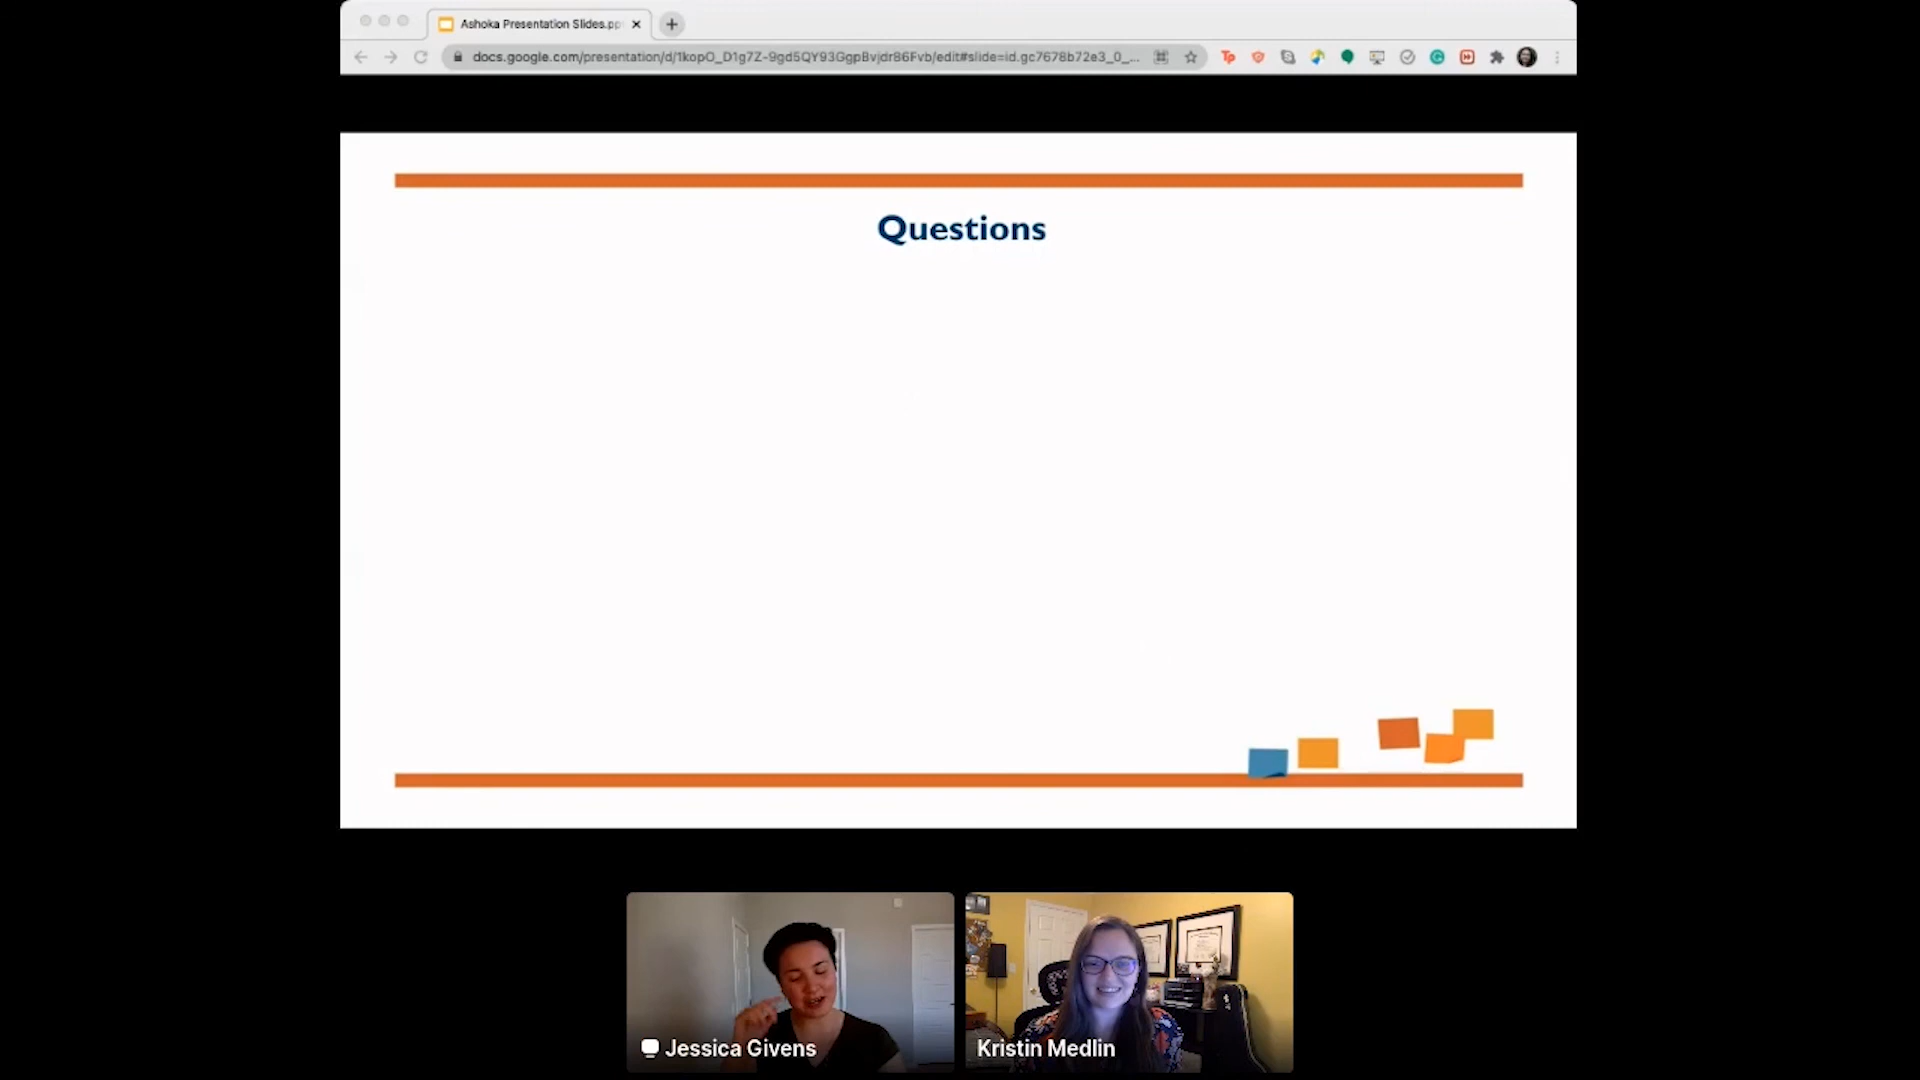 Ashoka Presentation Slides.pp
docs.google.com/presentation/d/1kopO_D1g7Z-9gd5QY93GgpBvjdr86Fvb/edit#slide=id.gc7678b72e3_0_...
Questions
Jessica Givens
Kristin Medlin